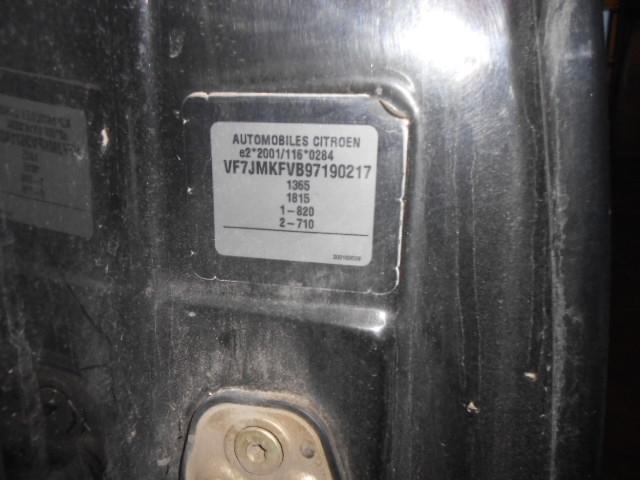 AUTOMOBILES CITROEN
e2*2001/116*0284
VF7JMKFVB97190217
1365
1815
1-820
2-710